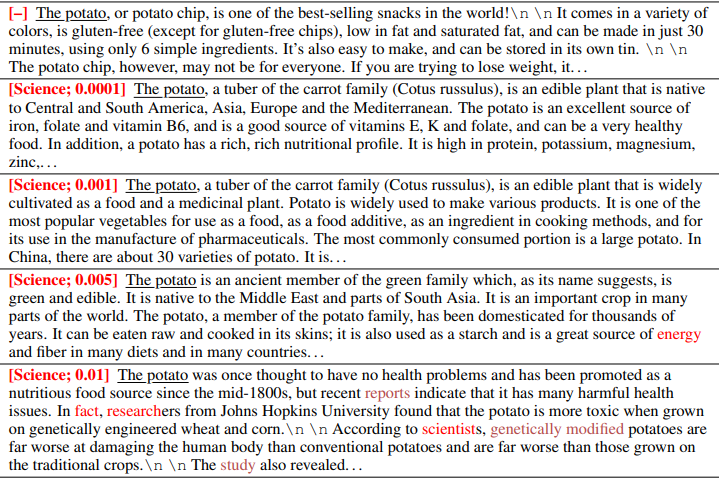 [–] The potato, or potato chip, is one of the best-selling snacks in the world!\n \n It comes in a variety of
colors, is gluten-free (except for gluten-free chips), low in fat and saturated fat, and can be made in just 30
minutes, using only 6 simple ingredients. It's also easy to make, and can be stored in its own tin. \n \n
The potato chip, however, may not be for everyone. If you are trying to lose weight, it...
[Science; 0.0001] The potato, a tuber of the carrot family (Cotus russulus), is an edible plant that is native
to Central and South America, Asia, Europe and the Mediterranean. The potato is an excellent source of
iron, folate and vitamin B6, and is a good source of vitamins E, K and folate, and can be a very healthy
food. In addition, a potato has a rich, rich nutritional profile. It is high in protein, potassium, magnesium,
zinc,...
[Science; 0.001] The potato, a tuber of the carrot family (Cotus russulus), is an edible plant that is widely
cultivated as a food and a medicinal plant. Potato is widely used to make various products. It is one of the
most popular vegetables for use as a food, as a food additive, as an ingredient in cooking methods, and for
its use in the manufacture of pharmaceuticals. The most commonly consumed portion is a large potato. In
China, there are about 30 varieties of potato. It is...
[Science; 0.005] The potato is an ancient member of the green family which, as its name suggests, is
green and edible. It is native to the Middle East and parts of South Asia. It is an important crop in many
parts of the world. The potato, a member of the potato family, has been domesticated for thousands of
years. It can be eaten raw and cooked in its skins; it is also used as a starch and is a great source of energy
and fiber in many diets and in many countries...
[Science; 0.01] The potato was once thought to have no health problems and has been promoted as a
nutritious food source since the mid-1800s, but recent reports indicate that it has many harmful health
issues. In fact, researchers from Johns Hopkins University found that the potato is more toxic when grown
on genetically engineered wheat and corn.\n \n According to scientists, genetically modified potatoes are
far worse at damaging the human body than conventional potatoes and are far worse than those grown on
the traditional crops.\n \n The study also revealed...